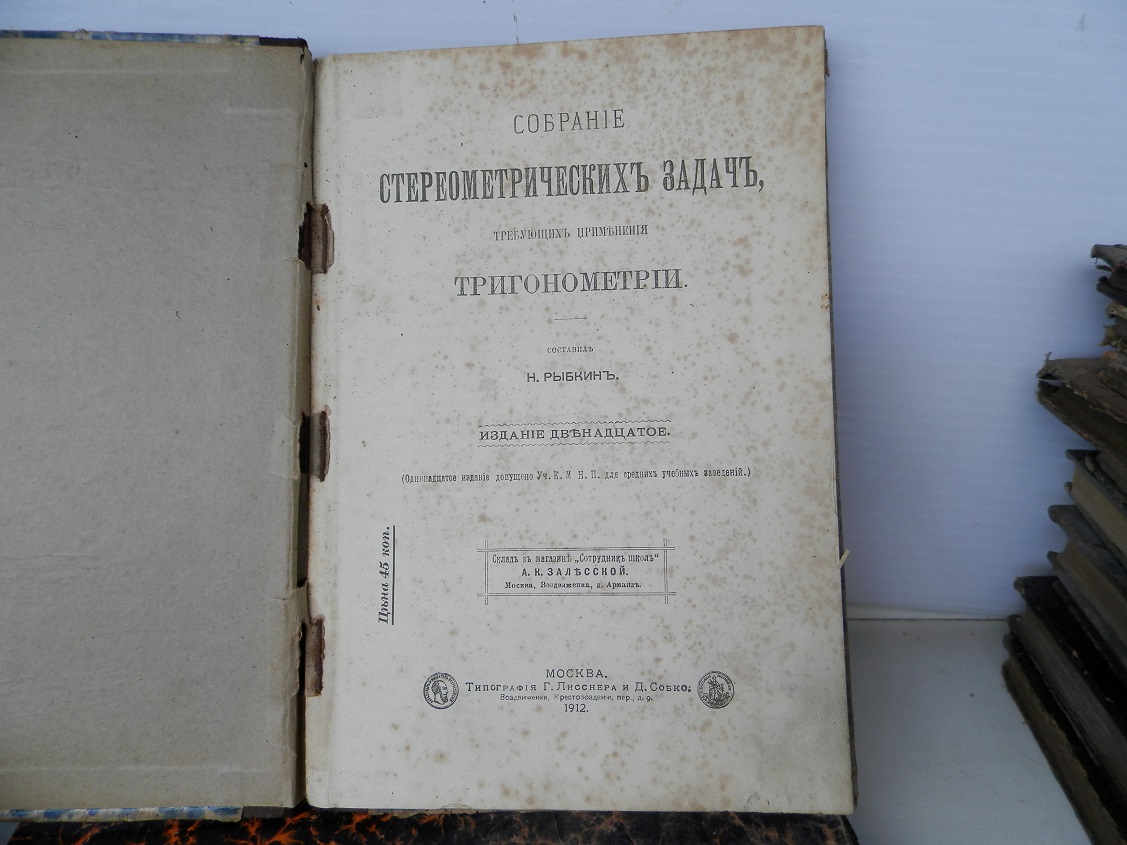 СОБРАНІЕ
СТЕРЕОМЕТРИЧЕСКИХЪ ЗАДАЧЪ,
ТРЕБУЮЩИХЪ ПРИМѢНЕНІЯ
ТРИГОНОМЕТРІИ.
СОСТАВИЛЪ
Н. РЫБКИНЪ.
ИЗДАНІЕ ДВѢНАДЦАТОЕ.
(Одиннадцатое изданіе допущено Уч. К. М. Н. П. для среднихъ учебныхъ заведеній.)
Цѣна 45 коп.
Складъ въ магазинѣ „Сотрудникъ школъ“
А. К. ЗАЛѢССКОЙ.
Москва, Воздвиженка, д. Армандъ.
МОСКВА.
Типографія Г. Лисснера и Д. Собко.
Воздвиженка, Крестовоздвиж. пер., д. 9.
1912.